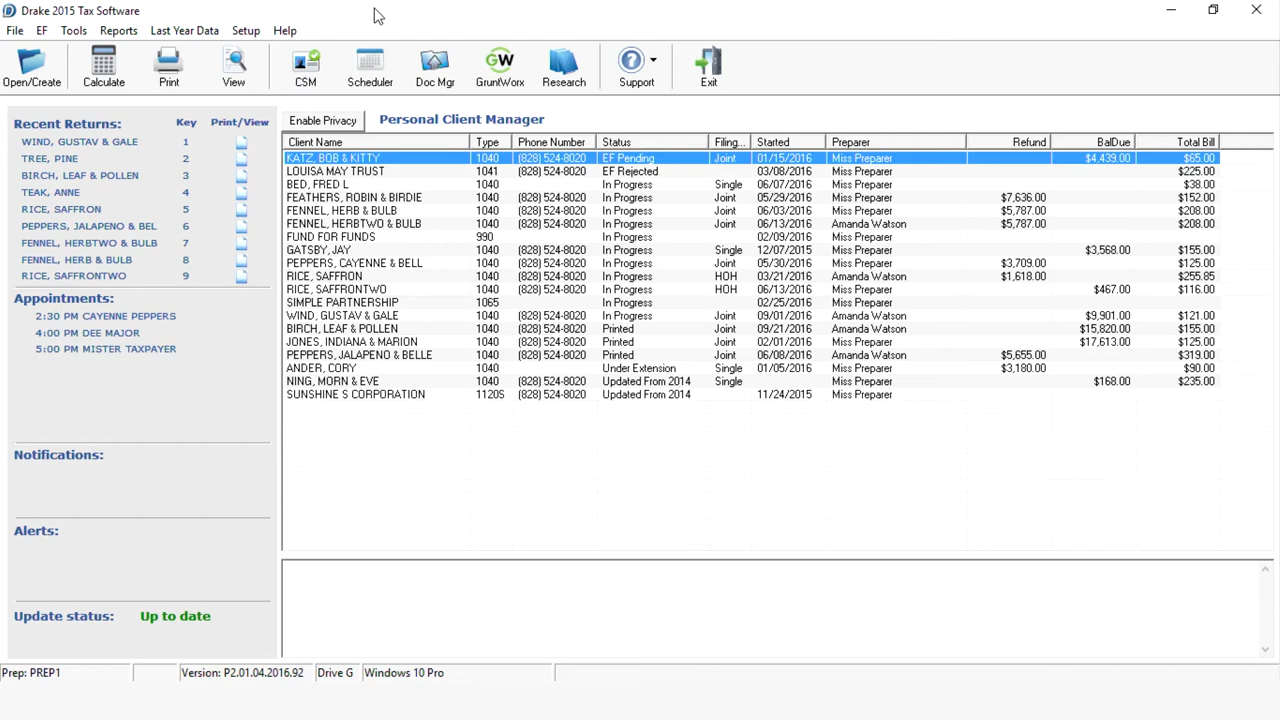 Drake 2015 Tax Software
File EF Tools Reports Last Year Data Setup Help
Open/Create Calculate Print View CSM Scheduler Doc Mgr GruntWorx Research Support Exit
GW
?
Recent Returns: Key Print/View
WIND, GUSTAV & GALE 1
TREE, PINE 2
BIRCH, LEAF & POLLEN 3
TEAK, ANNE 4
RICE, SAFFRON 5
PEPPERS, JALAPENO & BEL 6
FENNEL, HERBTWO & BULB 7
FENNEL, HERB & BULB 8
RICE, SAFFRONTWO 9
Appointments:
2:30 PM CAYENNE PEPPERS
4:00 PM DEE MAJOR
5:00 PM MISTER TAXPAYER
Notifications:
Alerts:
Update status: Up to date
Enable Privacy Personal Client Manager
Client Name Type Phone Number Status Filing... Started Preparer Refund BalDue Total Bill
KATZ, BOB & KITTY 1040 (828) 524-8020 EF Pending Joint 01/15/2016 Miss Preparer $4,439.00 $65.00
LOUISA MAY TRUST 1041 (828) 524-8020 EF Rejected 03/08/2016 Miss Preparer $225.00
BED, FRED L 1040 In Progress Single 06/07/2016 Miss Preparer $38.00
FEATHERS, ROBIN & BIRDIE 1040 (828) 524-8020 In Progress Joint 05/29/2016 Miss Preparer $7,636.00 $152.00
FENNEL, HERB & BULB 1040 (828) 524-8020 In Progress Joint 06/03/2016 Miss Preparer $5,787.00 $208.00
FENNEL, HERBTWO & BULB 1040 (828) 524-8020 In Progress Joint 06/13/2016 Amanda Watson $5,787.00 $208.00
FUND FOR FUNDS 990 In Progress 02/09/2016 Miss Preparer
GATSBY, JAY 1040 (828) 524-8020 In Progress Single 12/07/2015 Miss Preparer $3,568.00 $155.00
PEPPERS, CAYENNE & BELL 1040 (828) 524-8020 In Progress Joint 05/30/2016 Miss Preparer $3,709.00 $125.00
RICE, SAFFRON 1040 (828) 524-8020 In Progress HOH 03/21/2016 Amanda Watson $1,618.00 $255.85
RICE, SAFFRONTWO 1040 (828) 524-8020 In Progress HOH 06/13/2016 Miss Preparer $467.00 $116.00
SIMPLE PARTNERSHIP 1065 In Progress 02/25/2016 Miss Preparer
WIND, GUSTAV & GALE 1040 (828) 524-8020 In Progress Joint 09/01/2016 Amanda Watson $9,901.00 $121.00
BIRCH, LEAF & POLLEN 1040 (828) 524-8020 Printed Joint 09/21/2016 Amanda Watson $15,820.00 $155.00
JONES, INDIANA & MARION 1040 (828) 524-8020 Printed Joint 02/01/2016 Miss Preparer $17,613.00 $125.00
PEPPERS, JALAPENO & BELLE 1040 (828) 524-8020 Printed Joint 06/08/2016 Amanda Watson $5,655.00 $319.00
ANDER, CORY 1040 Under Extension Single 01/05/2016 Miss Preparer $3,180.00 $90.00
NING, MORN & EVE 1040 (828) 524-8020 Updated From 2014 Single Miss Preparer $168.00 $235.00
SUNSHINE S CORPORATION 1120S (828) 524-8020 Updated From 2014 11/24/2015 Miss Preparer
Prep: PREP1 Version: P2.01.04.2016.92 Drive G Windows 10 Pro